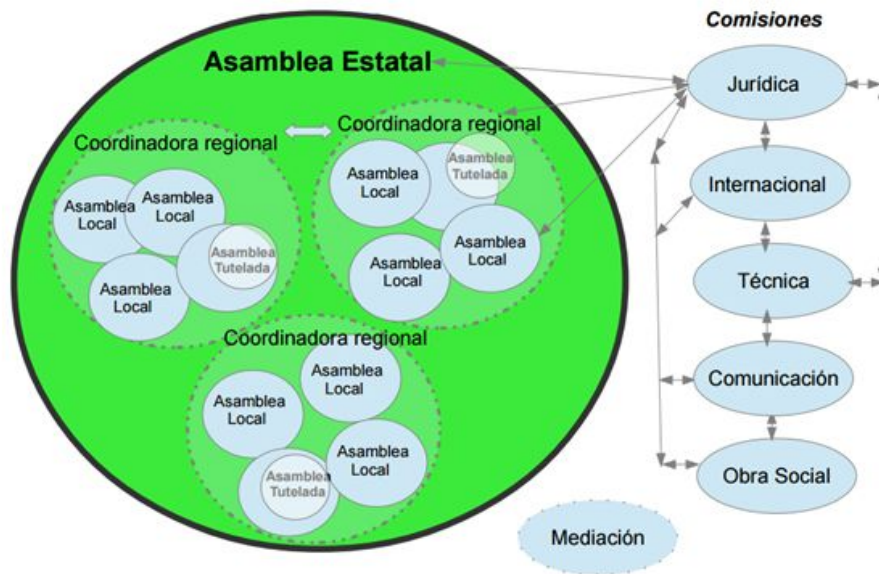 Comisiones
Asamblea Estatal
Jurídica
Coordinadora regional
Coordinadora regional
Asamblea
Local
Asamblea
Local
Asamblea
Tutelada
Asamblea
Local
Asamblea
Local
Asamblea
Tutelada
Asamblea
Local
Asamblea
Local
Asamblea
Local
Internacional
Técnica
Coordinadora regional
Asamblea
Local
Asamblea
Local
Asamblea
Local
Asamblea
Tutelada
Comunicación
Obra Social
Mediación